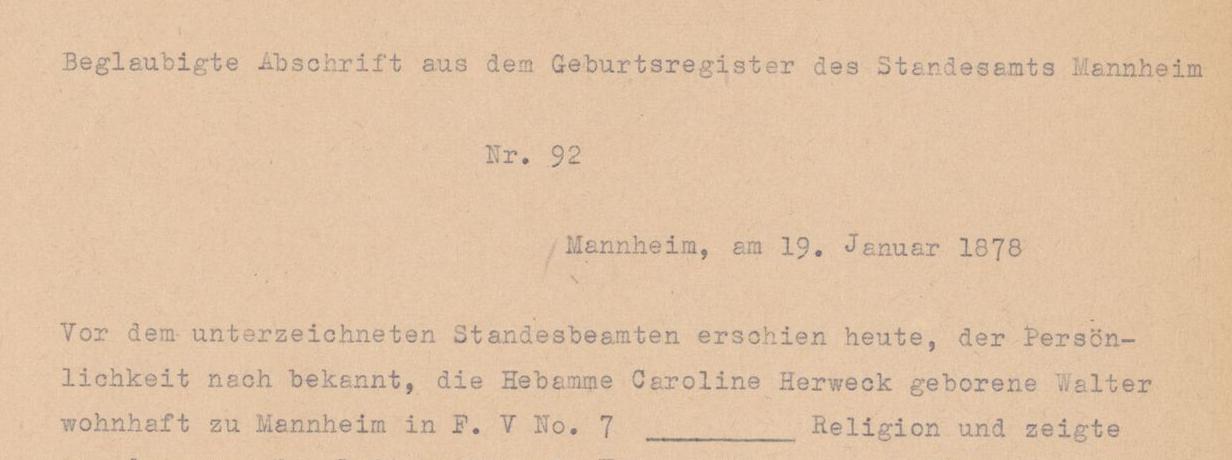 Beglaubigte Abschrift aus dem Geburtsregister des Standesamts Mannheim
Nr. 92
Mannheim, am 19. Januar 1878
Vor dem unterzeichneten Standesbeamten erschien heute, der Persön-
lichkeit nach bekannt, die Hebamme Caroline Herweck geborene Walter
wohnhaft zu Mannheim in F. V No. 7 ________ Religion und zeigte